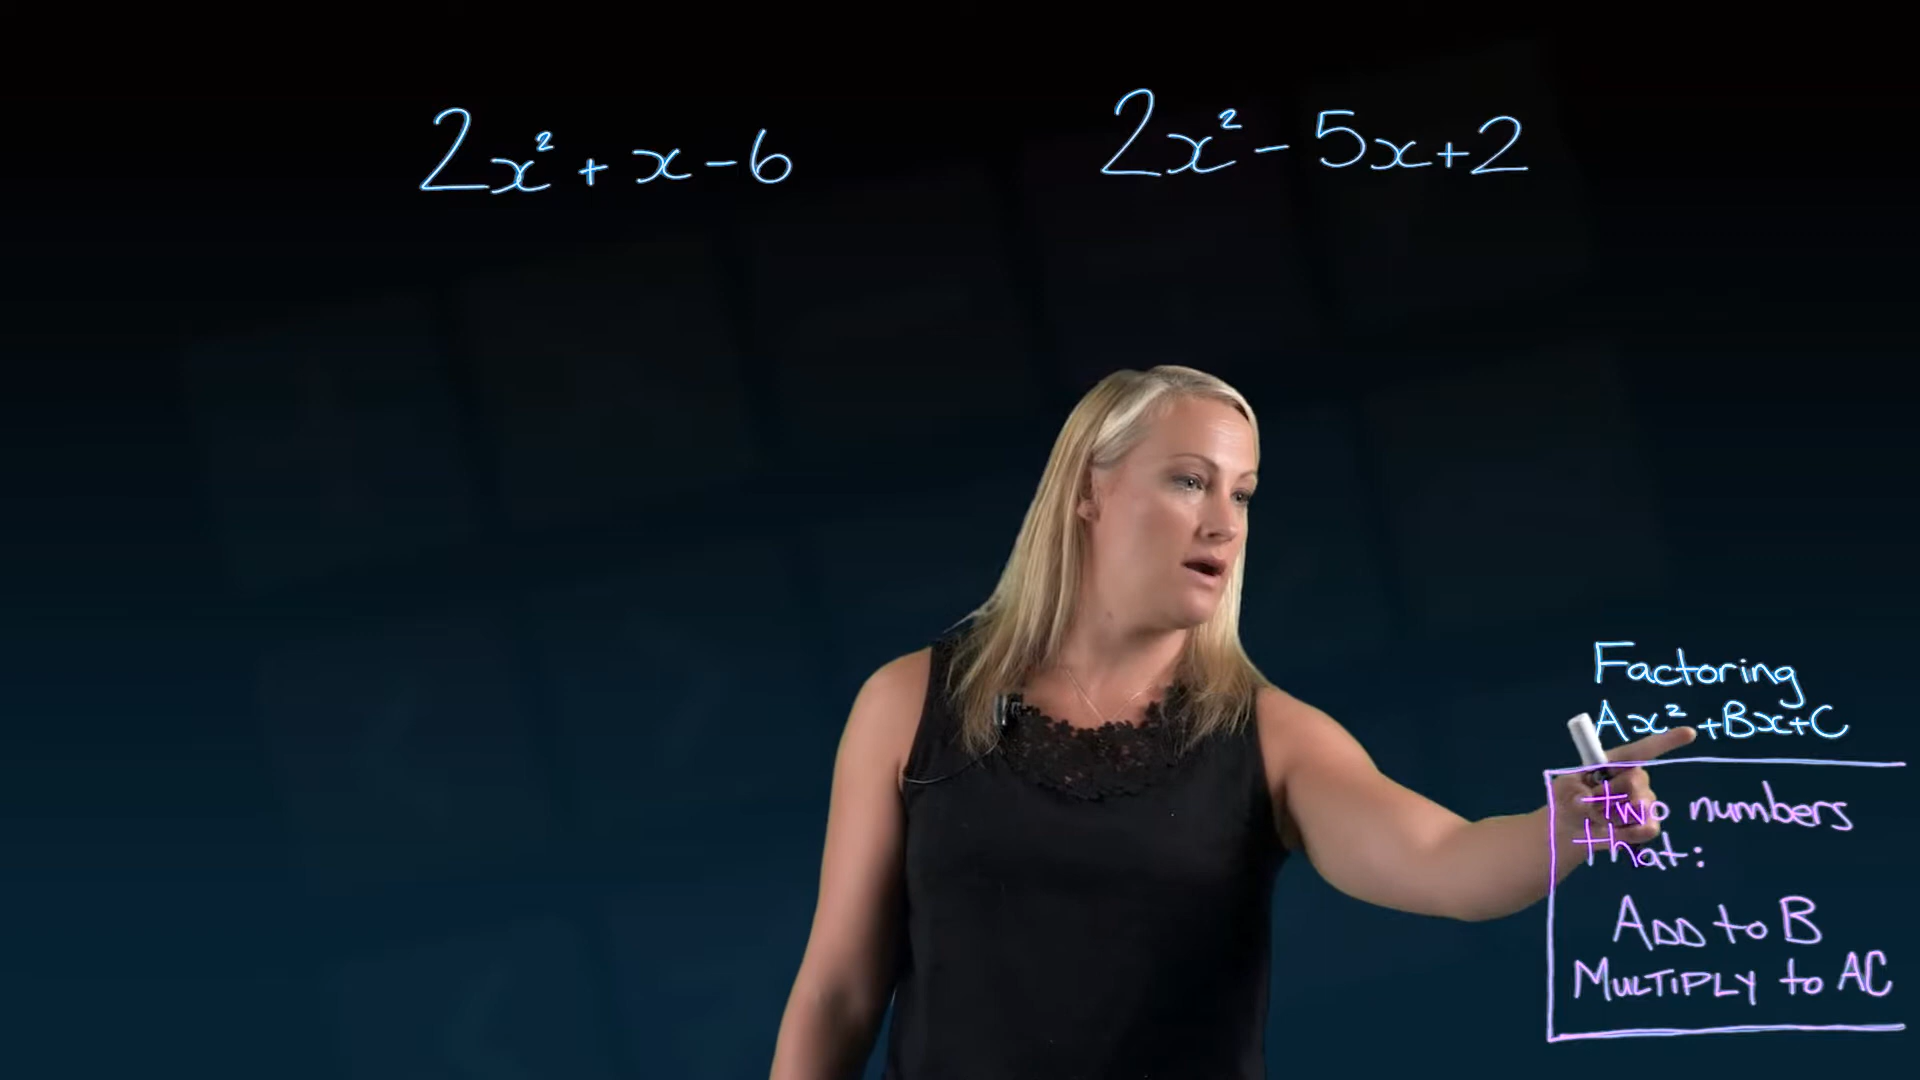 2x² + x - 6
2x² - 5x + 2
Factoring
Ax² + Bx + C
two numbers
that:
ADD to B
MULTIPLY to AC